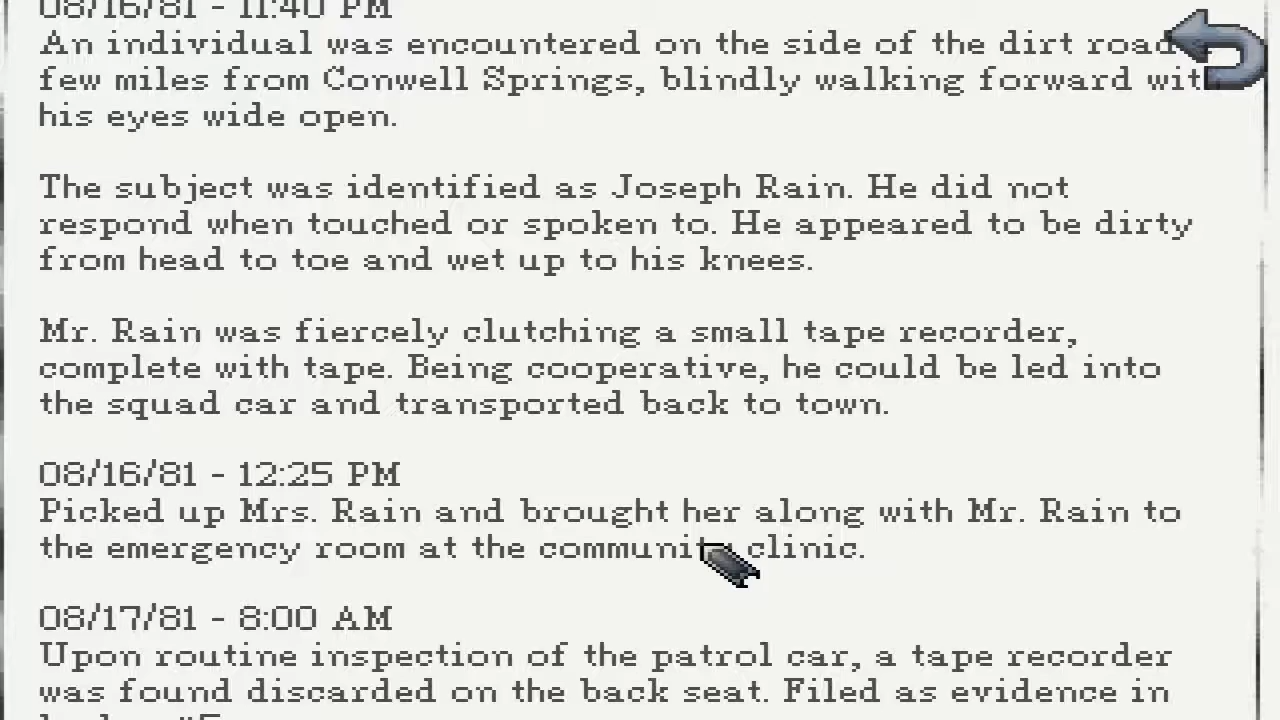 08/16/81 - 11:40 PM
An individual was encountered on the side of the dirt road
few miles from Conwell Springs, blindly walking forward with
his eyes wide open.
The subject was identified as Joseph Rain. He did not
respond when touched or spoken to. He appeared to be dirty
from head to toe and wet up to his knees.
Mr. Rain was fiercely clutching a small tape recorder,
complete with tape. Being cooperative, he could be led into
the squad car and transported back to town.
08/16/81 - 12:25 PM
Picked up Mrs. Rain and brought her along with Mr. Rain to
the emergency room at the community clinic.
08/17/81 - 8:00 AM
Upon routine inspection of the patrol car, a tape recorder
was found discarded on the back seat. Filed as evidence in